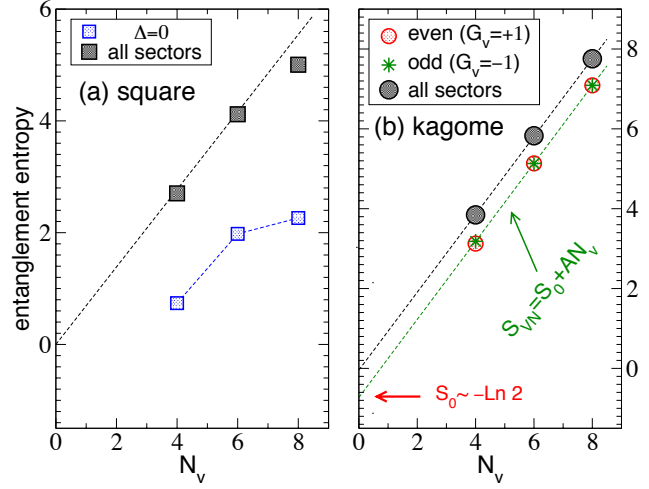 Δ=0
all sectors
(a) square
entanglement entropy
6
4
2
0
0 2 4 6 8
N_v
even (G_v=+1)
odd (G_v=−1)
all sectors
(b) kagome
8
6
4
2
0
S_VN=S_0+AN_v
S_0~ −Ln 2
0 2 4 6 8
N_v